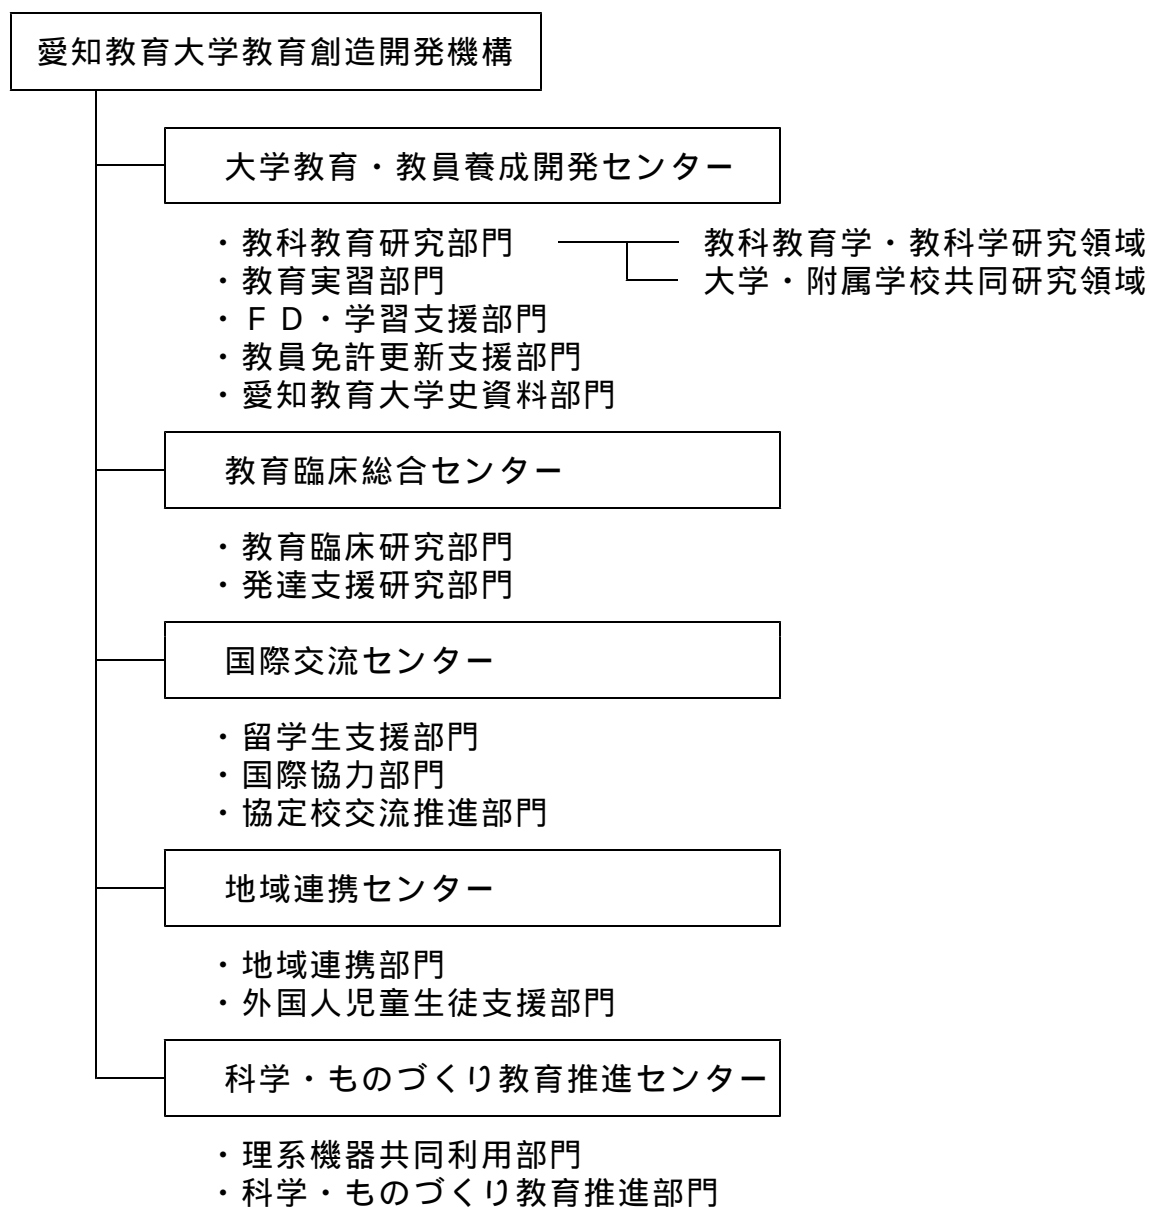 愛知教育大学教育創造開発機構
大学教育・教員養成開発センター
・教科教育研究部門　教科教育学・教科学研究領域
・教育実習部門　大学・附属学校共同研究領域
・ＦＤ・学習支援部門
・教員免許更新支援部門
・愛知教育大学史資料部門
教育臨床総合センター
・教育臨床研究部門
・発達支援研究部門
国際交流センター
・留学生支援部門
・国際協力部門
・協定校交流推進部門
地域連携センター
・地域連携部門
・外国人児童生徒支援部門
科学・ものづくり教育推進センター
・理系機器共同利用部門
・科学・ものづくり教育推進部門